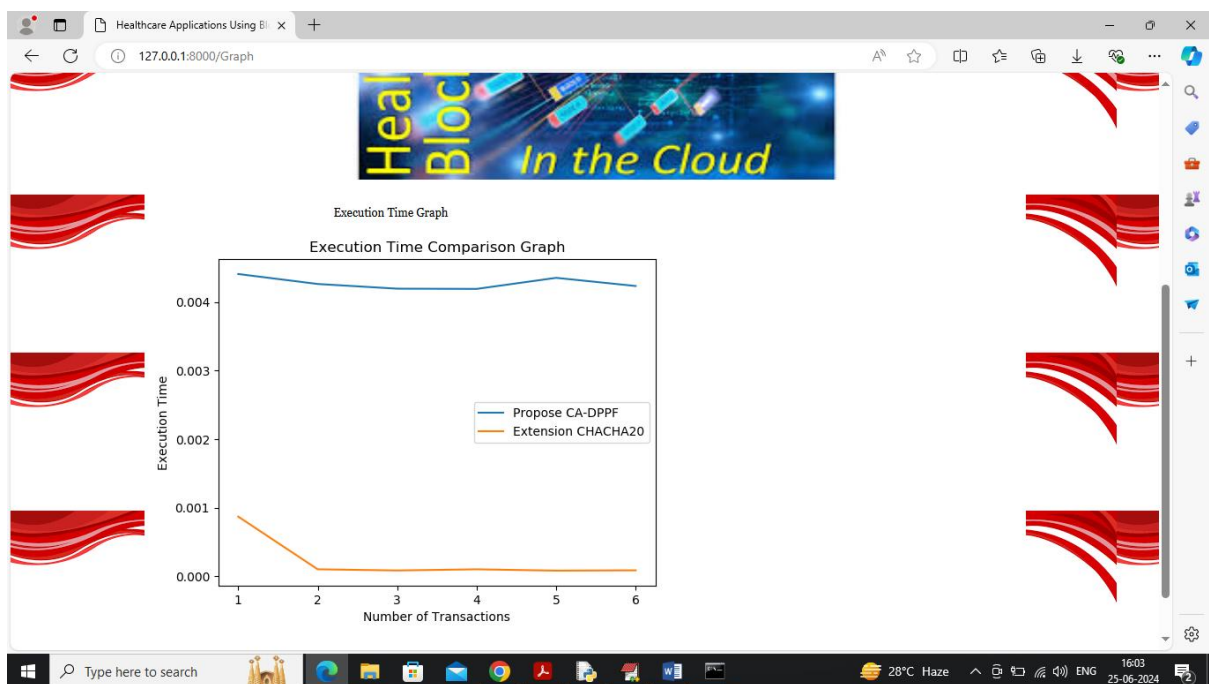 Healthcare Applications Using Bl
127.0.0.1:8000/Graph
Heal
Bloc
In the Cloud
Execution Time Graph
Execution Time Comparison Graph
Execution Time
0.004
0.003
0.002
0.001
0.000
Propose CA-DPPF
Extension CHACHA20
1 2 3 4 5 6
Number of Transactions
Type here to search
28°C Haze
ENG
16:03
25-06-2024
2